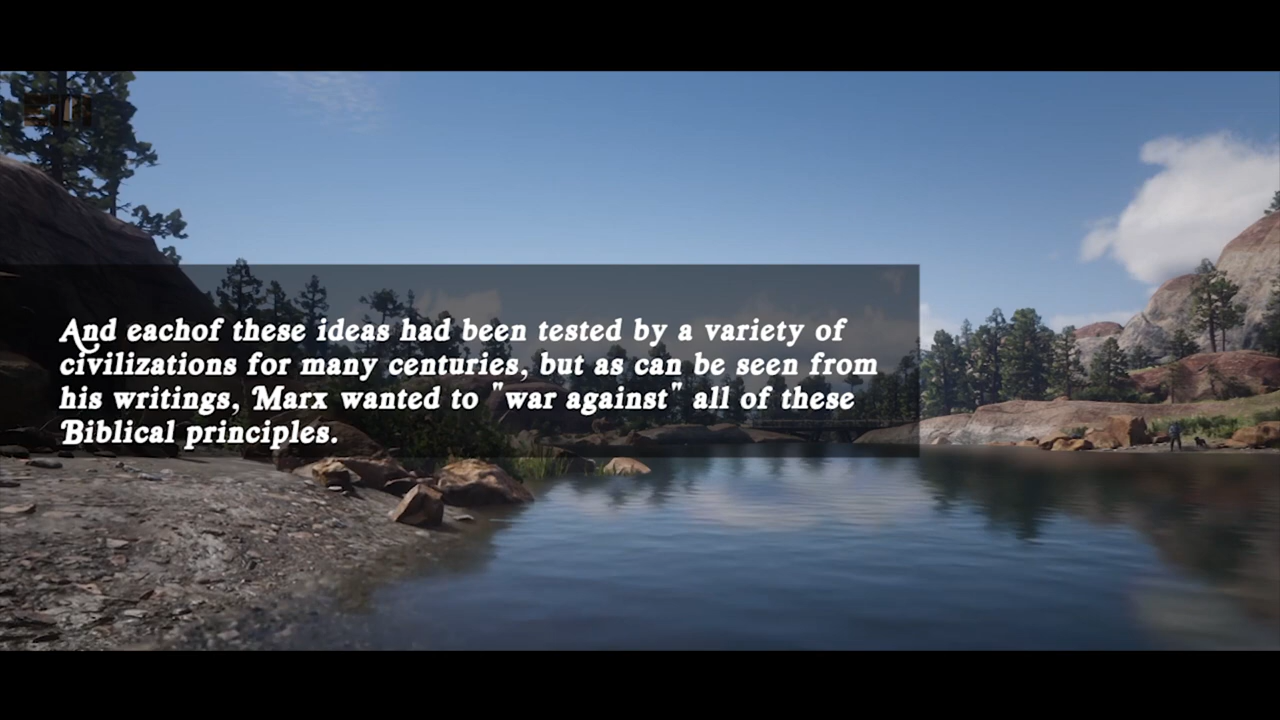 And eachof these ideas had been tested by a variety of
civilizations for many centuries, but as can be seen from
his writings, Marx wanted to "war against" all of these
Biblical principles.